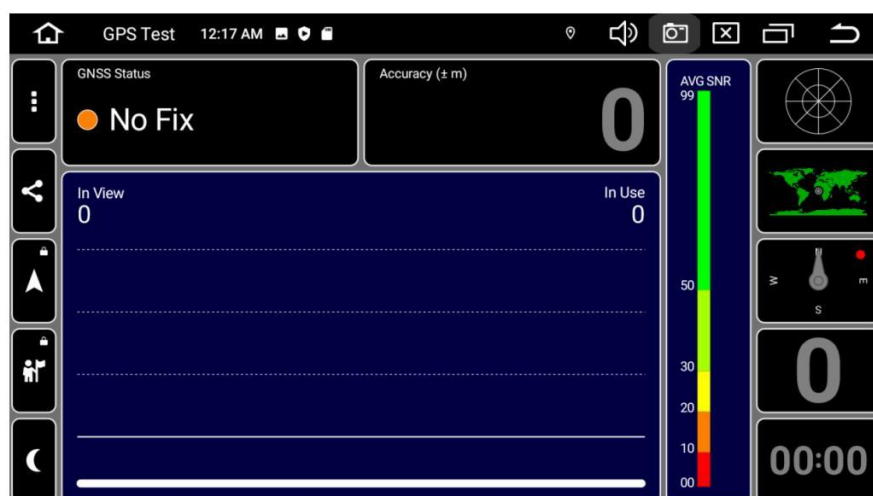 GPS Test 12:17 AM
GNSS Status
No Fix
Accuracy (± m)
0
In View
0
In Use
0
AVG SNR
99
50
30
20
10
00
N
W
E
S
0
00:00